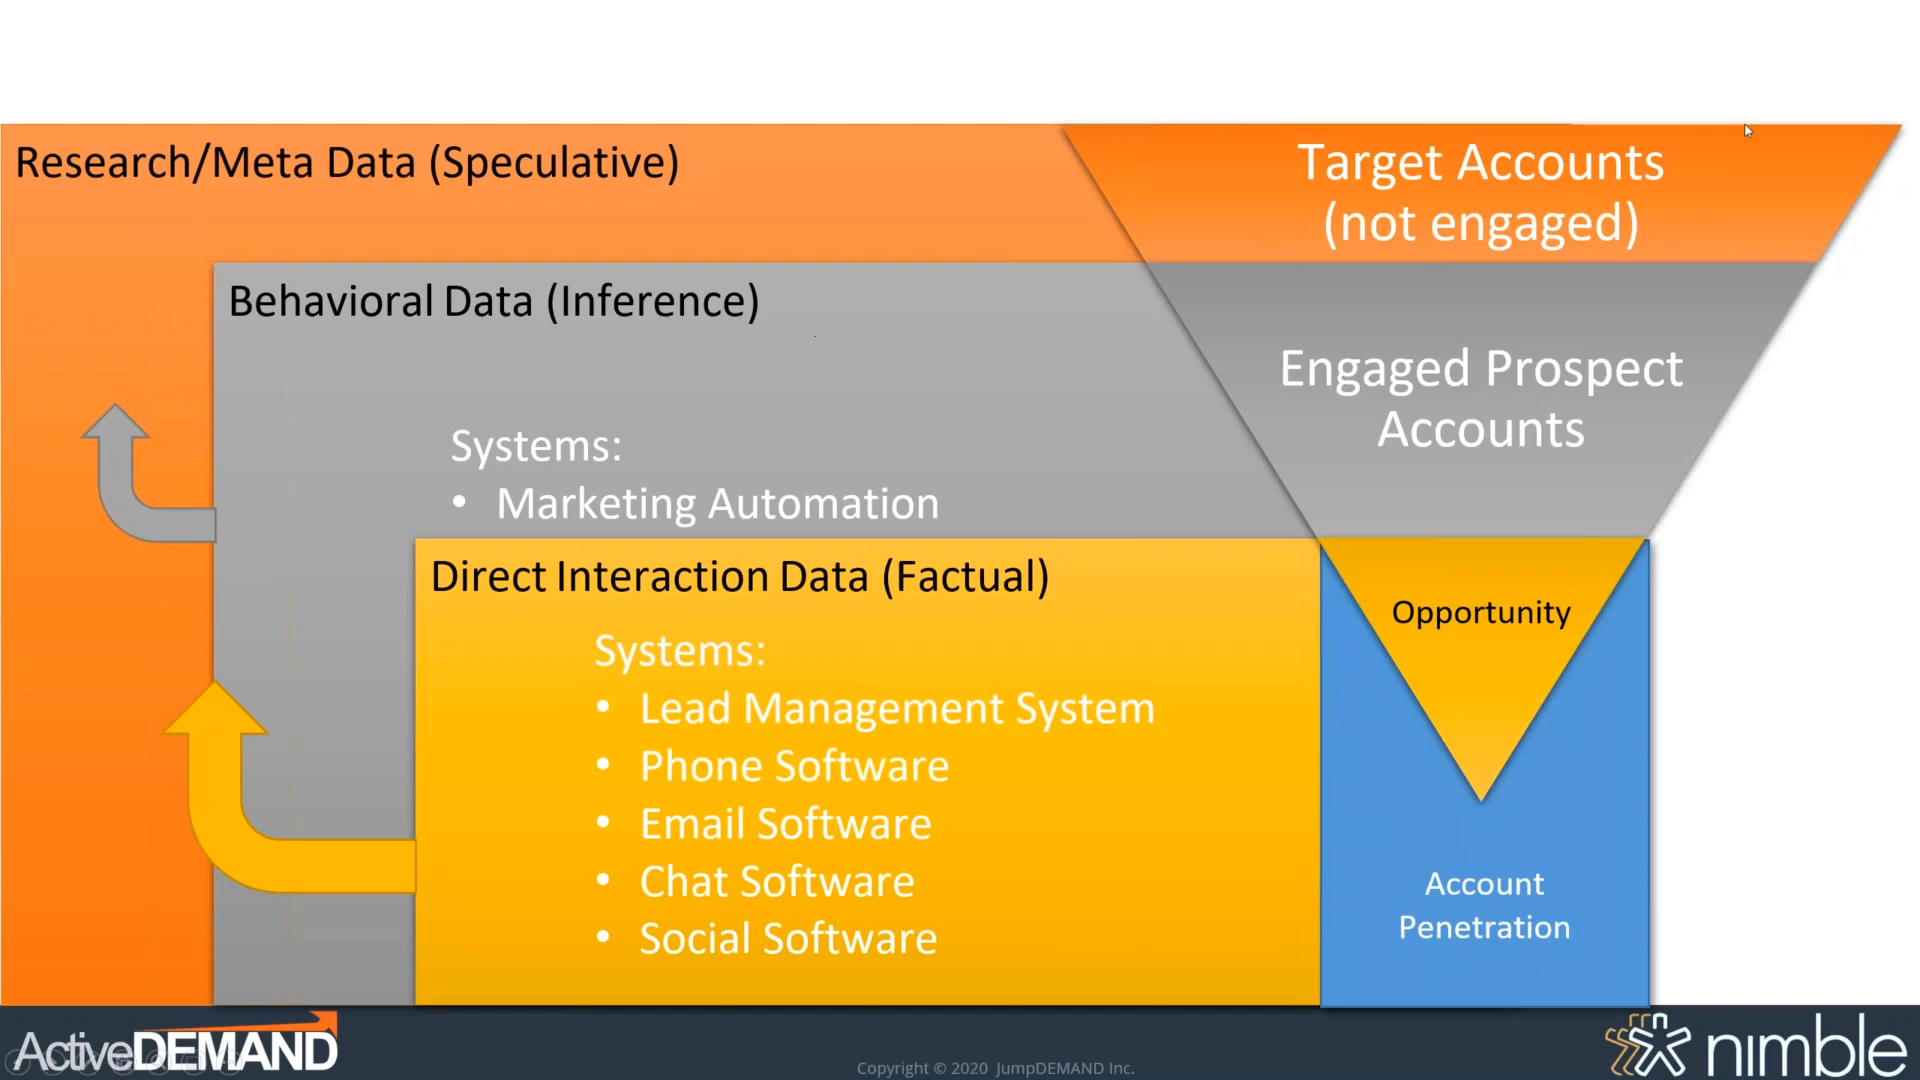 Research/Meta Data (Speculative)
Target Accounts
(not engaged)
Behavioral Data (Inference)
Engaged Prospect
Accounts
Systems:
• Marketing Automation
Direct Interaction Data (Factual)
Opportunity
Systems:
• Lead Management System
• Phone Software
• Email Software
• Chat Software
• Social Software
Account
Penetration
ActiveDEMAND
Copyright © 2020 JumpDEMAND Inc.
nimble